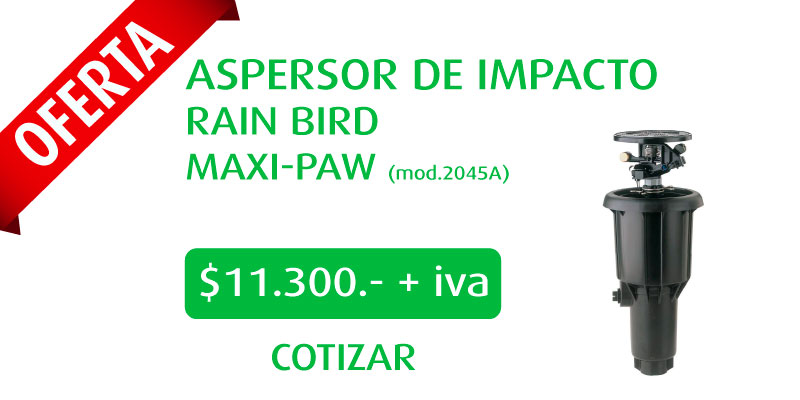 OFERTA
ASPERSOR DE IMPACTO
RAIN BIRD
MAXI-PAW (mod.2045A)
$11.300.- + iva
COTIZAR